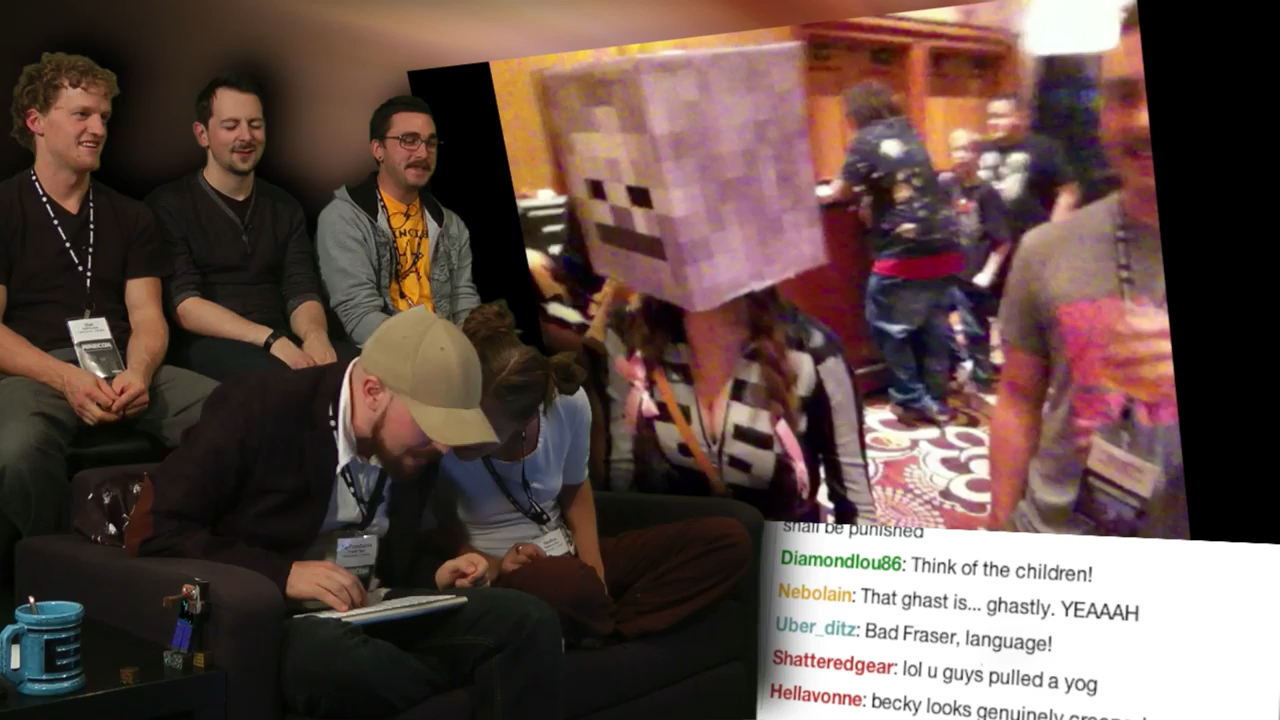 shall be punished
Diamondlou86: Think of the children!
Nebolain: That ghast is... ghastly. YEAAAH
Uber_ditz: Bad Fraser, language!
Shatteredgear: lol u guys pulled a yog
Hellavonne: becky looks genuinely